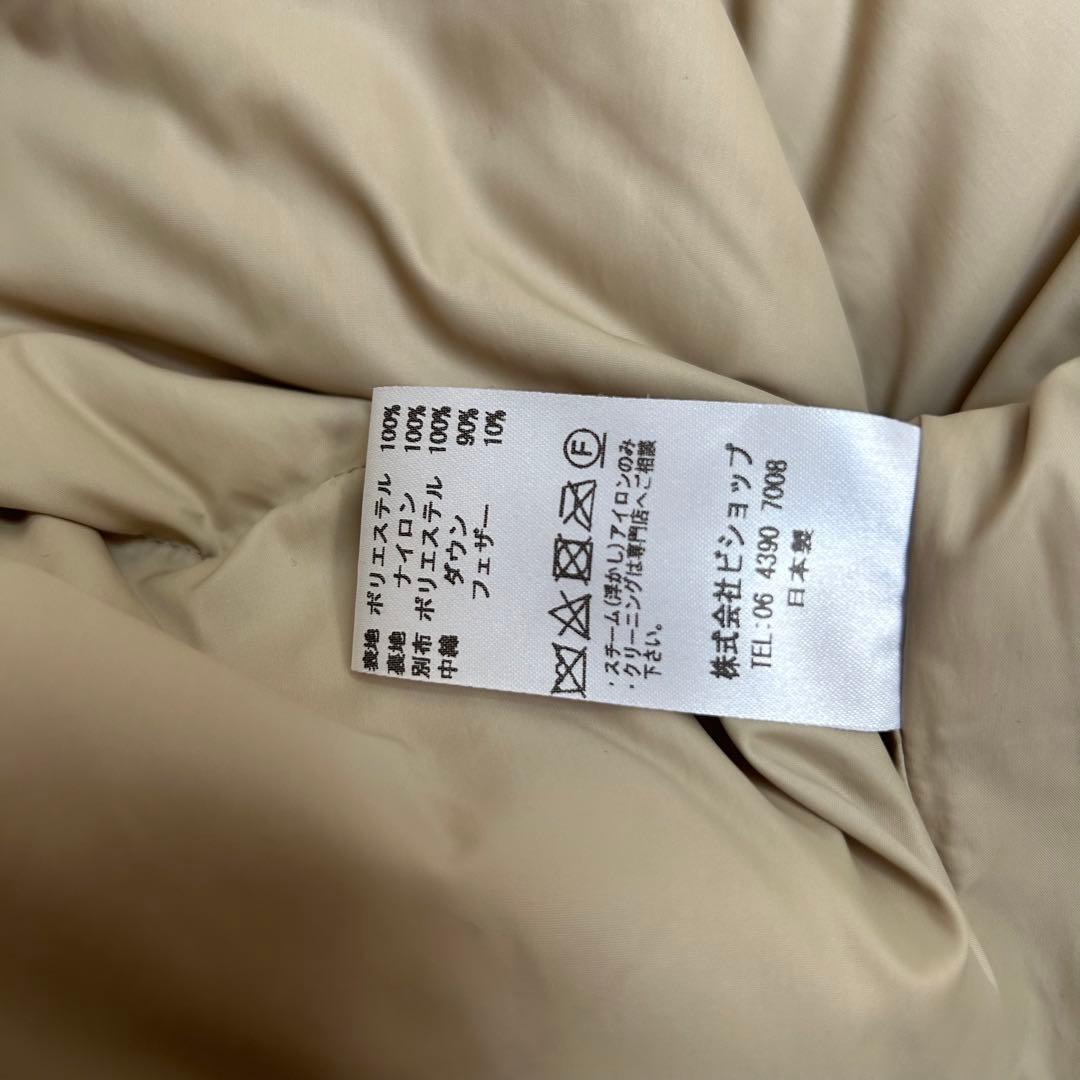 表地 ポリエステル 100%
裏地 ナイロン 100%
別布 ポリエステル 100%
中綿 ダウン 90%
フェザー 10%
F
・スチーム(浮かし)アイロンのみ
・クリーニングは専門店へご相談
下さい。
株式会社ビショップ
TEL:06 4390 7008
日本製